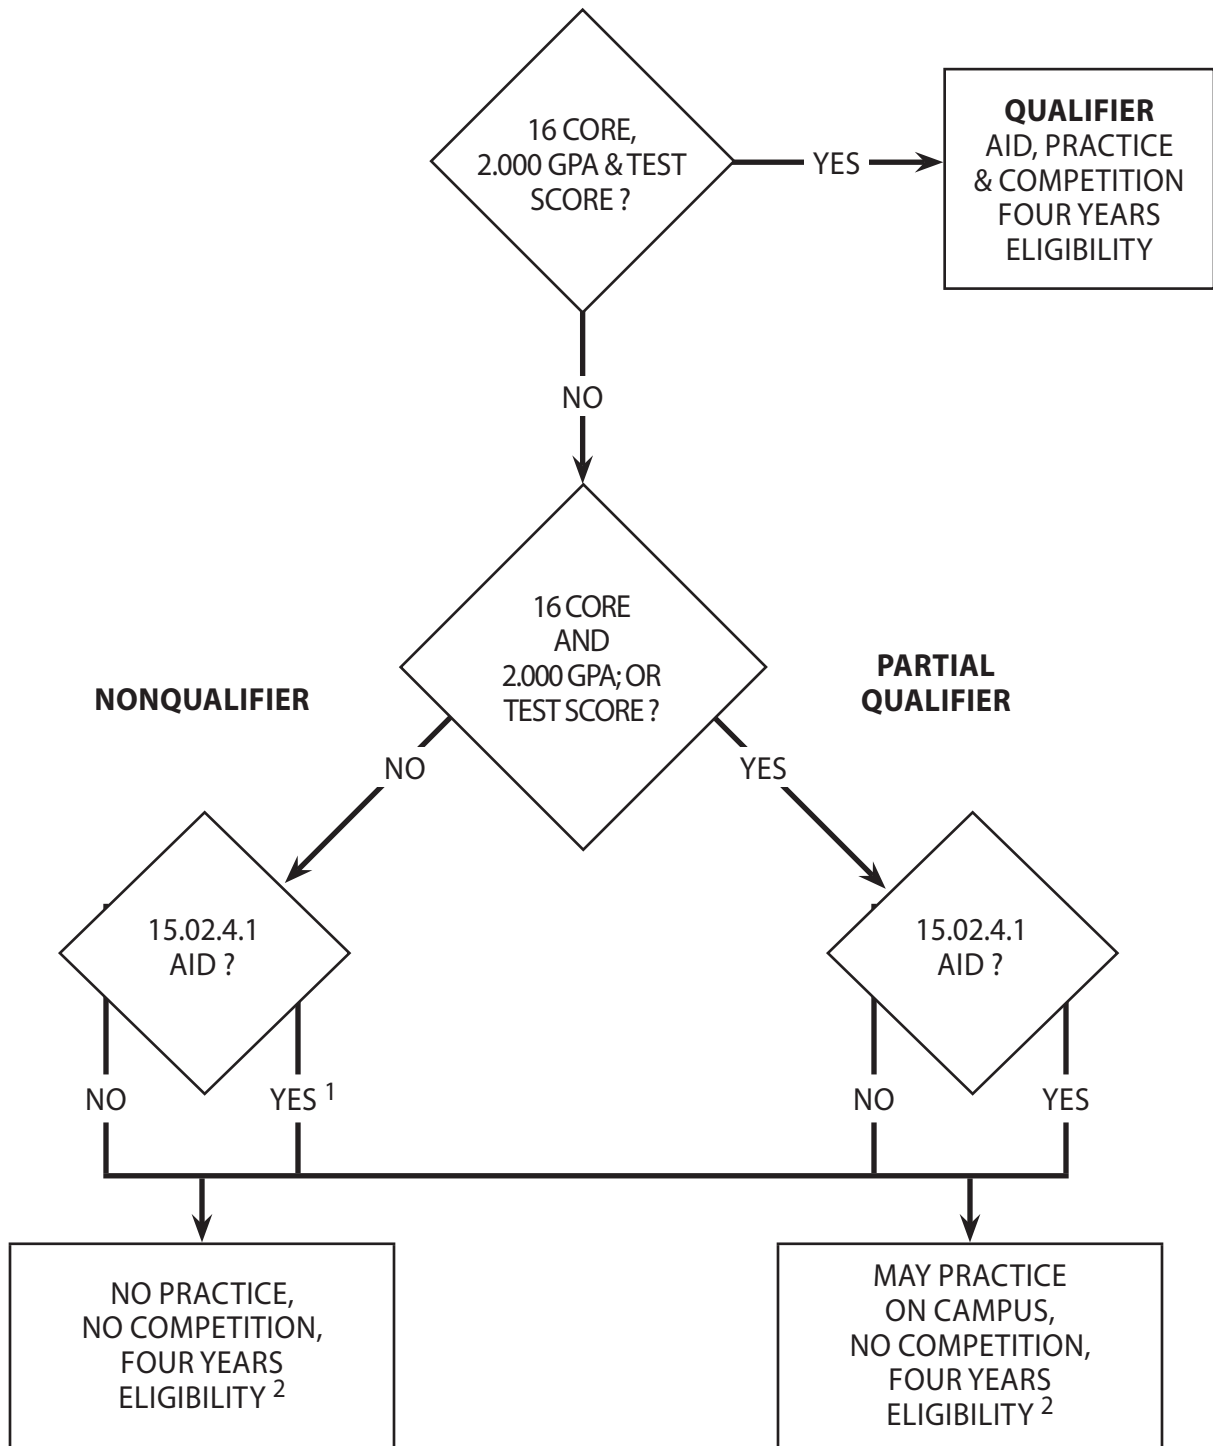 16 CORE,
2.000 GPA & TEST
SCORE ?
YES
QUALIFIER
AID, PRACTICE
& COMPETITION
FOUR YEARS
ELIGIBILITY
NO
16 CORE
AND
2.000 GPA; OR
TEST SCORE ?
NONQUALIFIER
PARTIAL
QUALIFIER
NO
YES
15.02.4.1
AID ?
15.02.4.1
AID ?
NO
YES 1
NO
YES
NO PRACTICE,
NO COMPETITION,
FOUR YEARS
ELIGIBILITY 2
MAY PRACTICE
ON CAMPUS,
NO COMPETITION,
FOUR YEARS
ELIGIBILITY 2